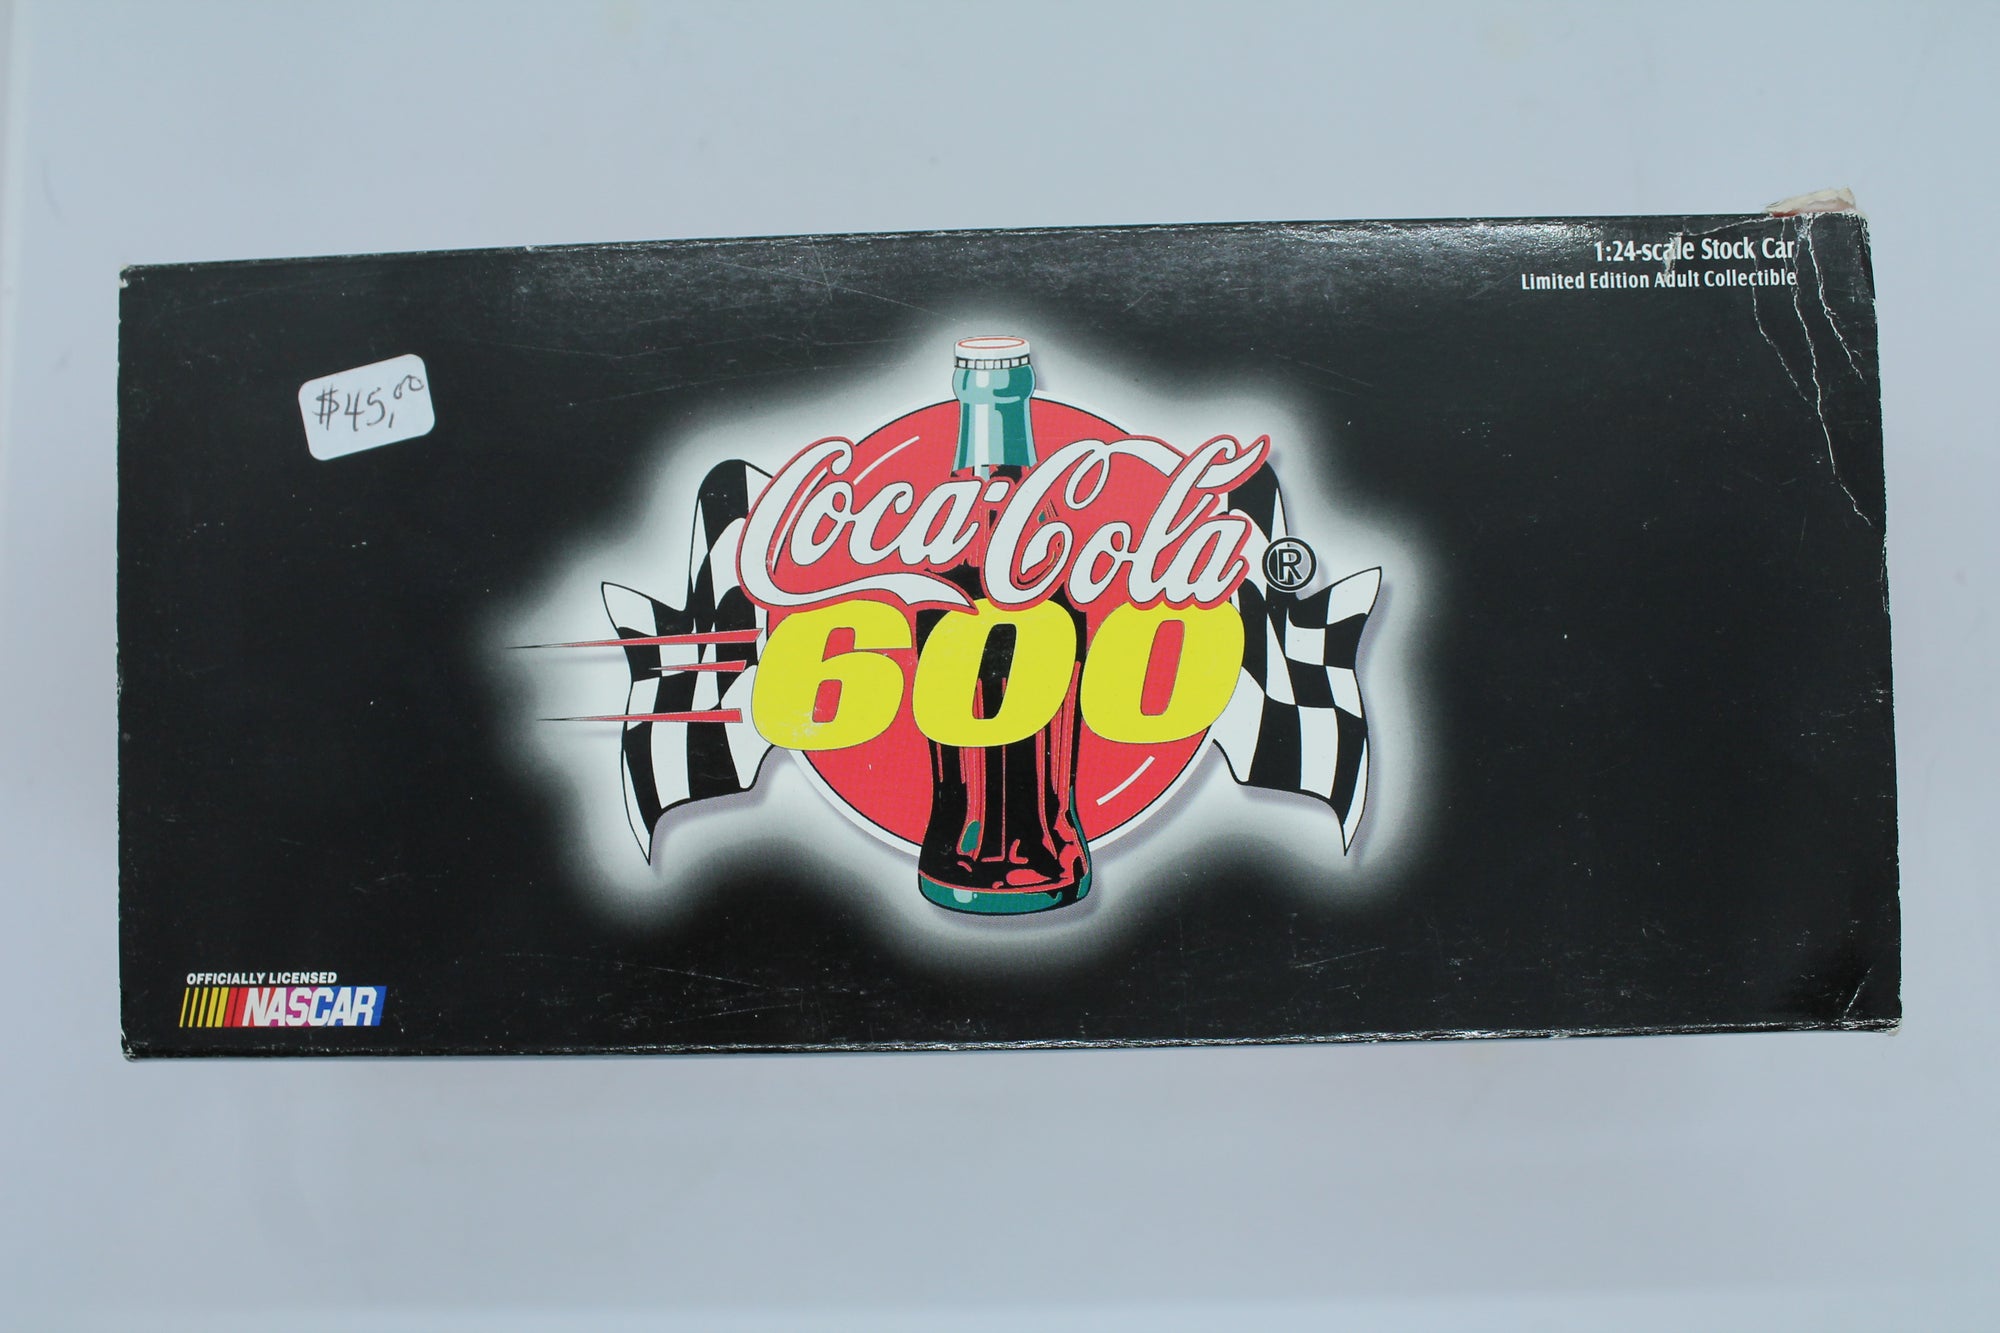 1:24-scale Stock Car
Limited Edition Adult Collectible
$45,00
Coca-Cola
®
600
OFFICIALLY LICENSED
NASCAR